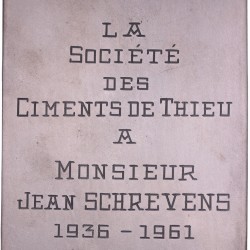 LA
SOCIÉTÉ
DES
CIMENTS DE THIEU
A
MONSIEUR
JEAN SCHREVENS
1936 - 1961